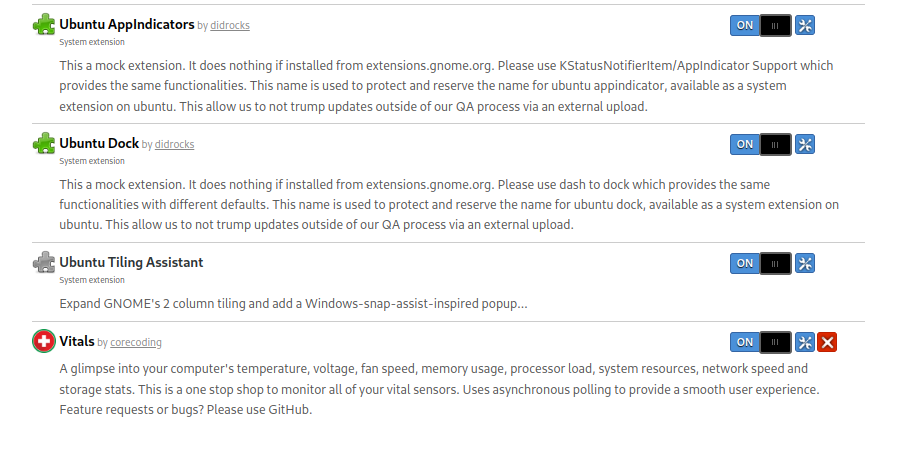 Ubuntu AppIndicators by didrocks ON
System extension
This a mock extension. It does nothing if installed from extensions.gnome.org. Please use KStatusNotifierItem/AppIndicator Support which
provides the same functionalities. This name is used to protect and reserve the name for ubuntu appindicator, available as a system
extension on ubuntu. This allow us to not trump updates outside of our QA process via an external upload.
Ubuntu Dock by didrocks ON
System extension
This a mock extension. It does nothing if installed from extensions.gnome.org. Please use dash to dock which provides the same
functionalities with different defaults. This name is used to protect and reserve the name for ubuntu dock, available as a system extension on
ubuntu. This allow us to not trump updates outside of our QA process via an external upload.
Ubuntu Tiling Assistant ON
System extension
Expand GNOME's 2 column tiling and add a Windows-snap-assist-inspired popup...
Vitals by corecoding ON
A glimpse into your computer's temperature, voltage, fan speed, memory usage, processor load, system resources, network speed and
storage stats. This is a one stop shop to monitor all of your vital sensors. Uses asynchronous polling to provide a smooth user experience.
Feature requests or bugs? Please use GitHub.